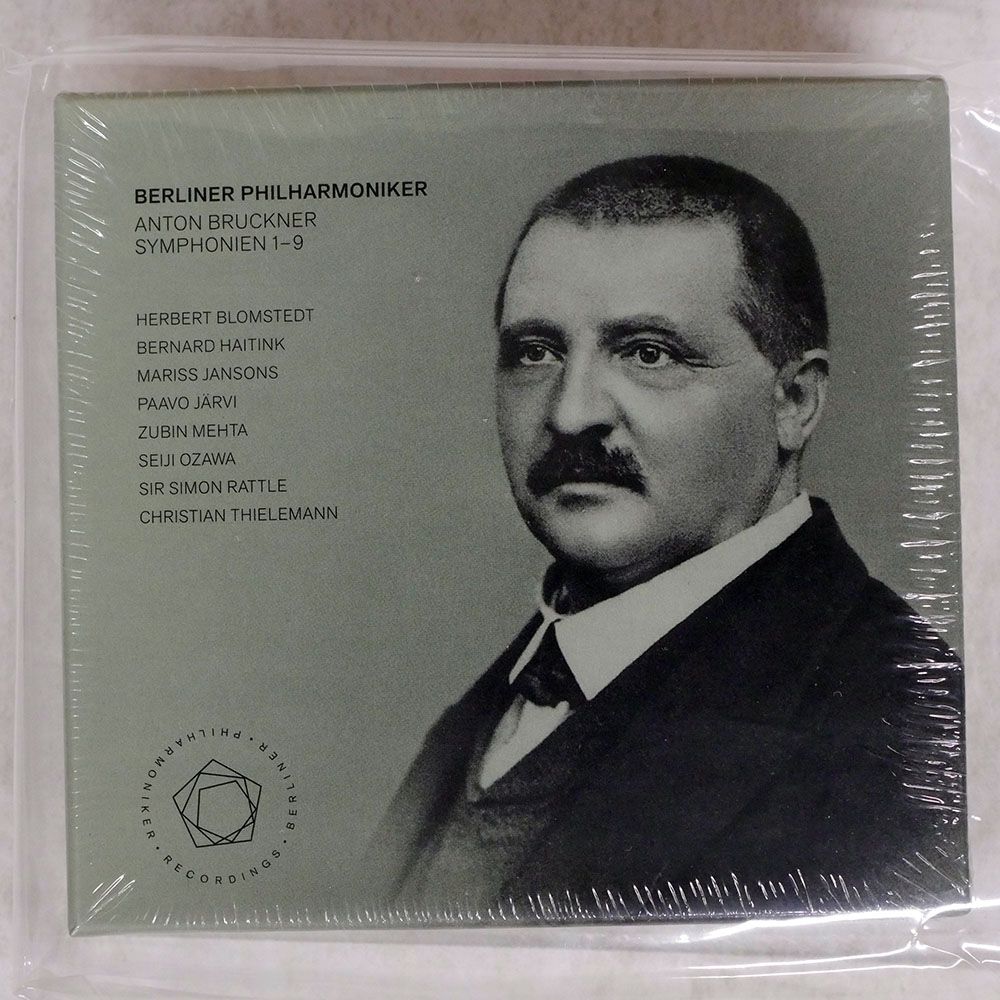 BERLINER PHILHARMONIKER
ANTON BRUCKNER
SYMPHONIEN 1–9
HERBERT BLOMSTEDT
BERNARD HAITINK
MARISS JANSONS
PAAVO JÄRVI
ZUBIN MEHTA
SEIJI OZAWA
SIR SIMON RATTLE
CHRISTIAN THIELEMANN
BERLINER · PHILHARMONIKER · RECORDINGS ·